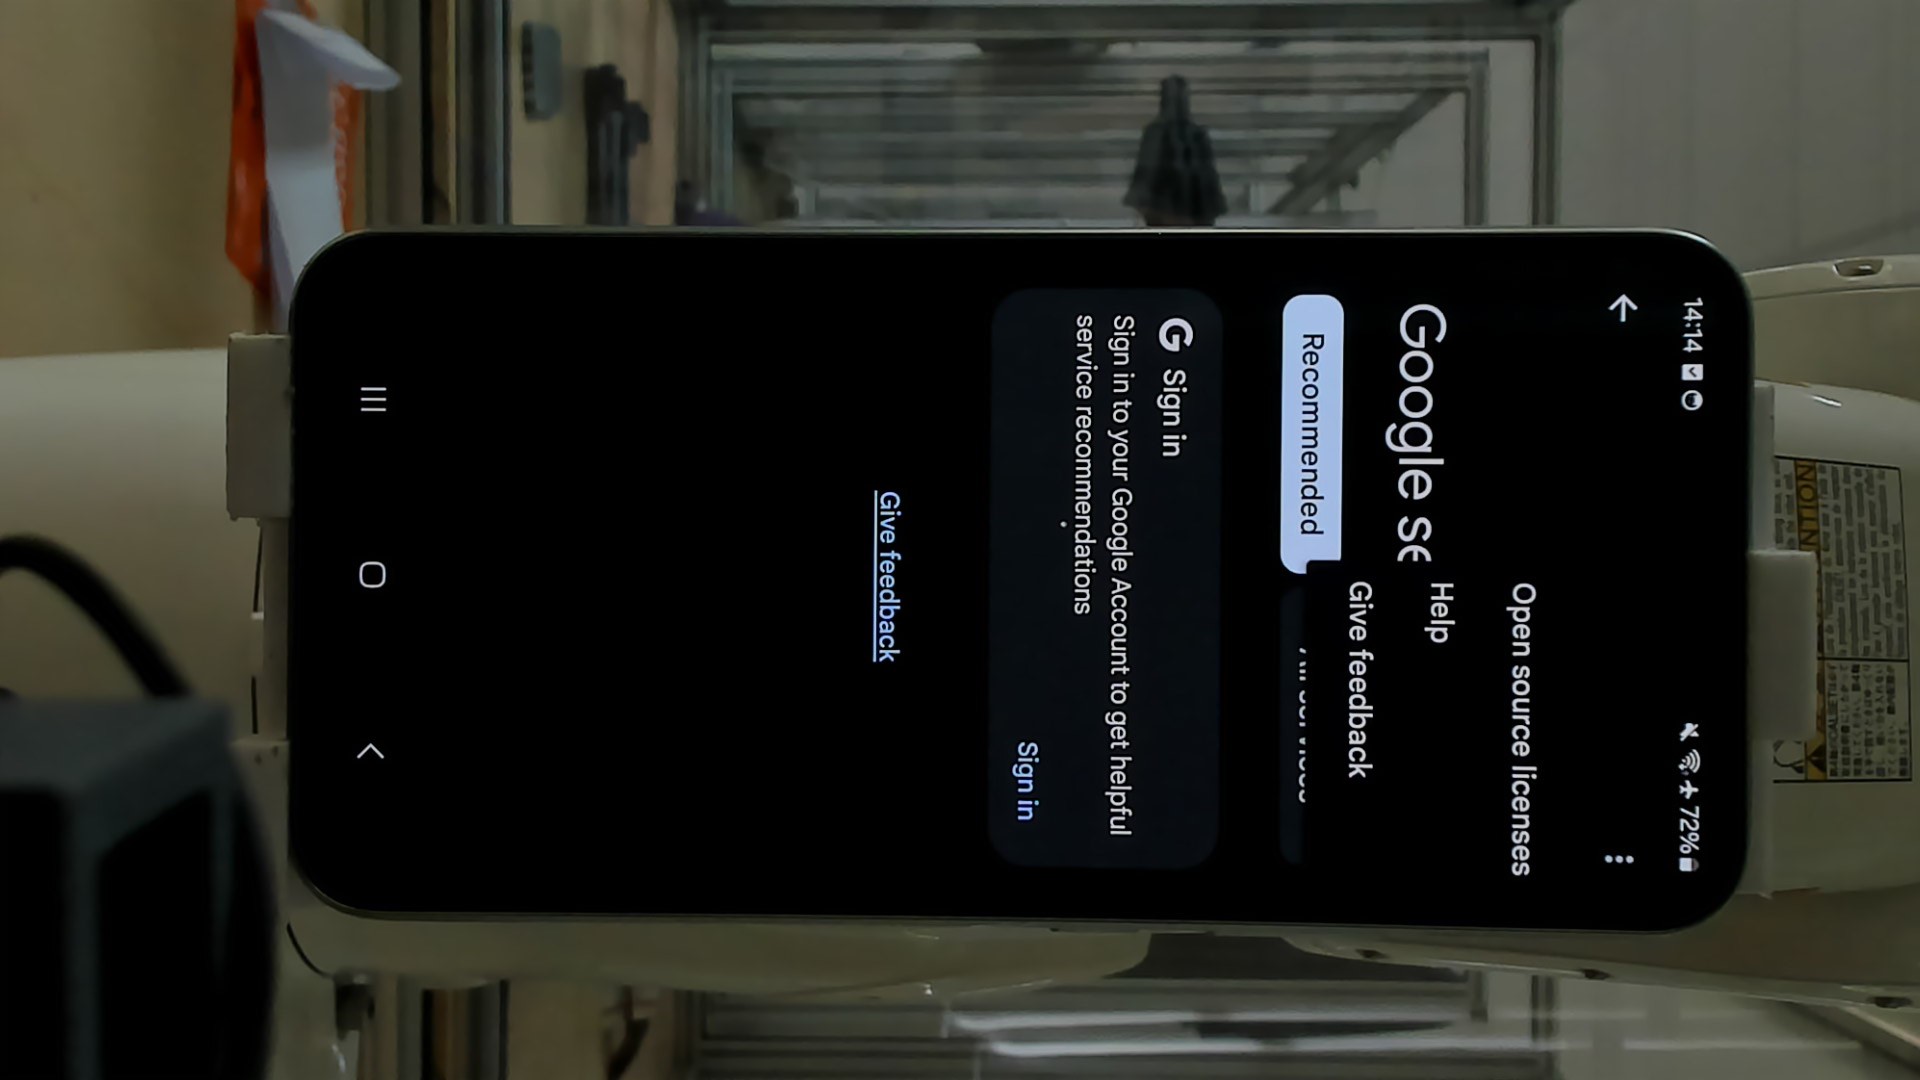 14:14
72%
Open source licenses
Help
Give feedback
Google se
Recommended
G Sign in
Sign in to your Google Account to get helpful
service recommendations
Sign in
Give feedback